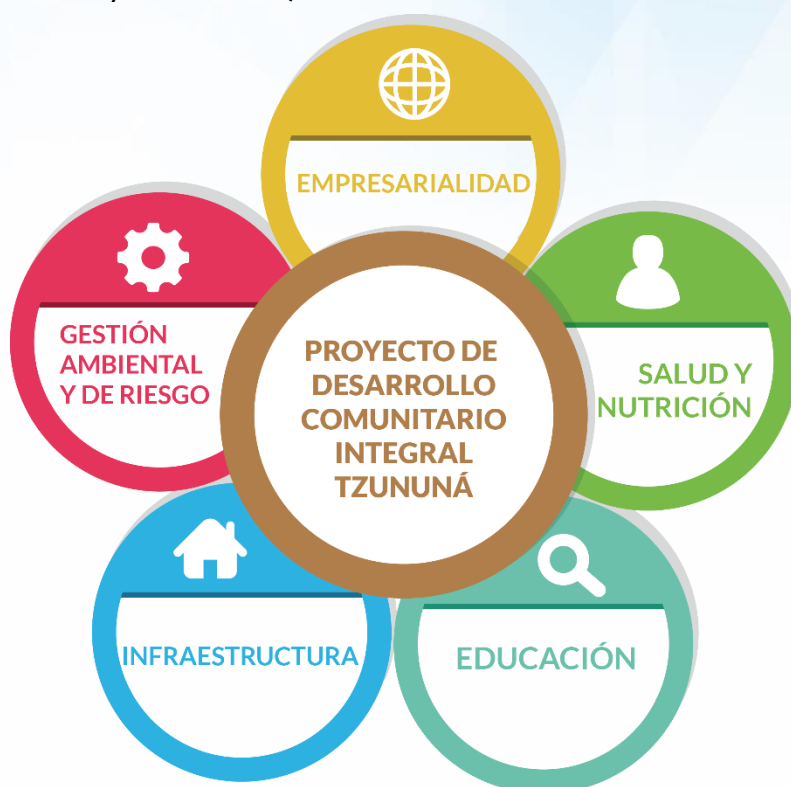 EMPRESARIALIDAD
GESTIÓN
AMBIENTAL
Y DE RIESGO
PROYECTO DE
DESARROLLO
COMUNITARIO
INTEGRAL
TZUNUNÁ
SALUD Y
NUTRICIÓN
INFRAESTRUCTURA
EDUCACIÓN